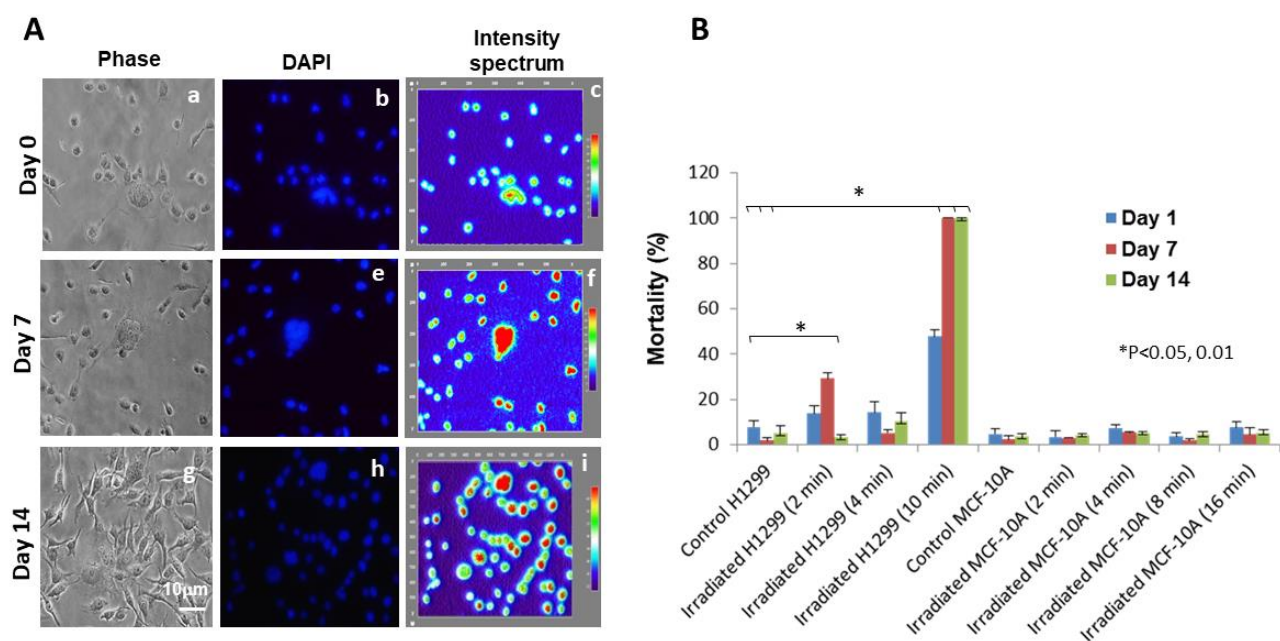 A
Phase
DAPI
Intensity
spectrum
Day 0
a
b
c
Day 7
e
f
Day 14
g
h
i
10µm
B
Mortality (%)
120
100
80
60
40
20
0
*
*
Day 1
Day 7
Day 14
*P<0.05, 0.01
Control H1299
Irradiated H1299 (2 min)
Irradiated H1299 (4 min)
Irradiated H1299 (10 min)
Control MCF-10A
Irradiated MCF-10A (2 min)
Irradiated MCF-10A (4 min)
Irradiated MCF-10A (8 min)
Irradiated MCF-10A (16 min)